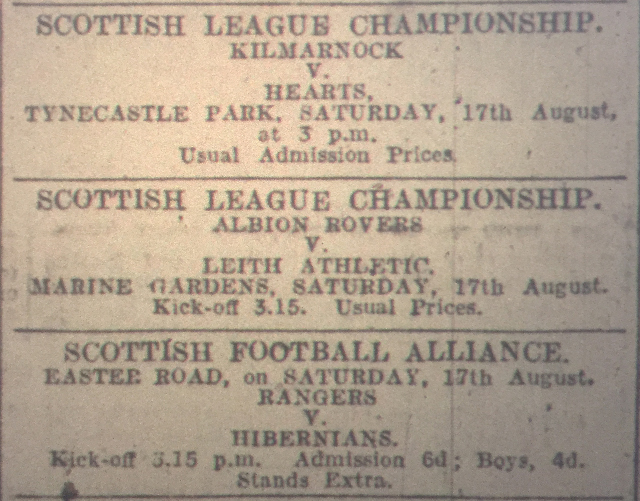 SCOTTISH LEAGUE CHAMPIONSHIP.
KILMARNOCK
V.
HEARTS,
TYNECASTLE PARK, SATURDAY, 17th August,
at 3 p.m.
Usual Admission Prices.
SCOTTISH LEAGUE CHAMPIONSHIP.
ALBION ROVERS
V.
LEITH ATHLETIC.
MARINE GARDENS, SATURDAY, 17th August.
Kick-off 3.15. Usual Prices.
SCOTTISH FOOTBALL ALLIANCE.
EASTER ROAD, on SATURDAY, 17th August.
RANGERS
V.
HIBERNIANS.
Kick-off 3.15 p.m. Admission 6d; Boys, 4d.
Stands Extra.